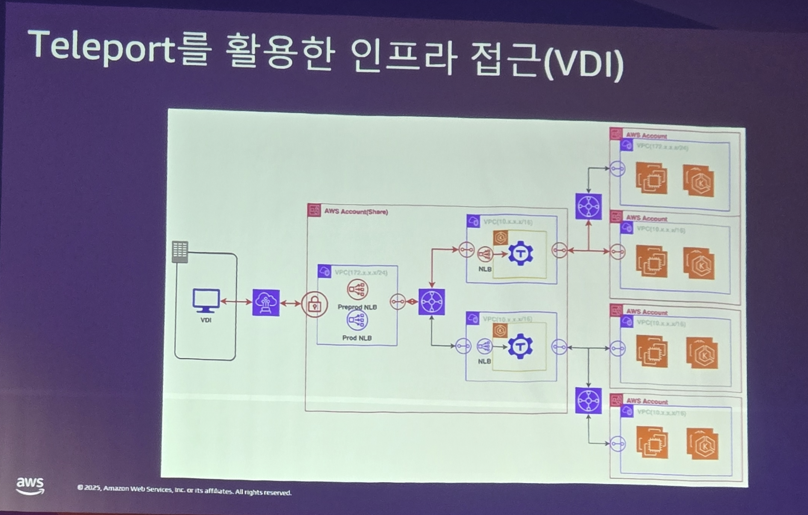 Teleport를 활용한 인프라 접근(VDI)
AWS Account
VPC(172.x.x.x/24)
AWS Account
VPC(10.x.x.x/16)
AWS Account(Share)
VPC(10.x.x.x/16)
NLB
VPC(172.x.x.x/24)
Preprod NLB
Prod NLB
VDI
AWS Account
VPC(10.x.x.x/16)
VPC(10.x.x.x/16)
NLB
AWS Account
VPC(10.x.x.x/16)
aws
© 2025, Amazon Web Services, Inc. or its affiliates. All rights reserved.